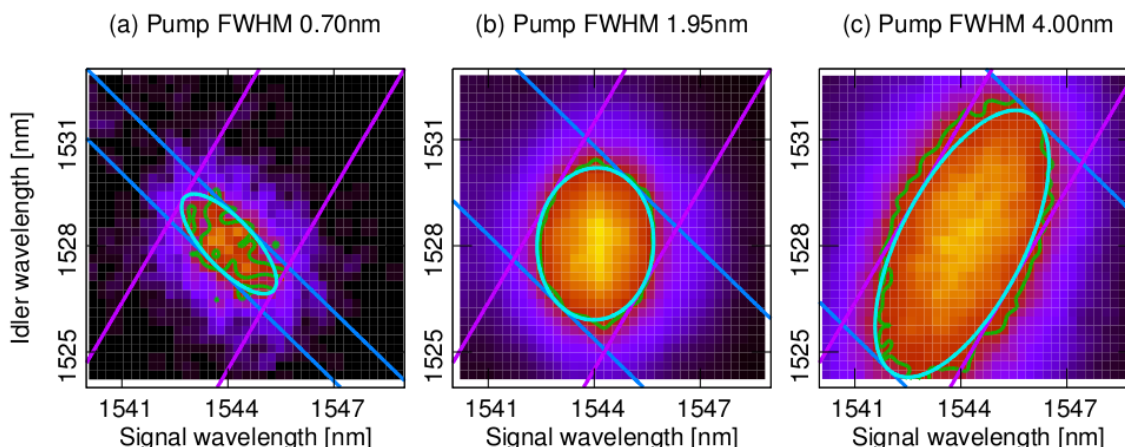 (a) Pump FWHM 0.70nm
(b) Pump FWHM 1.95nm
(c) Pump FWHM 4.00nm
Idler wavelength [nm]
1531
1528
1525
1531
1528
1525
1531
1528
1525
1541 1544 1547
1541 1544 1547
1541 1544 1547
Signal wavelength [nm]
Signal wavelength [nm]
Signal wavelength [nm]